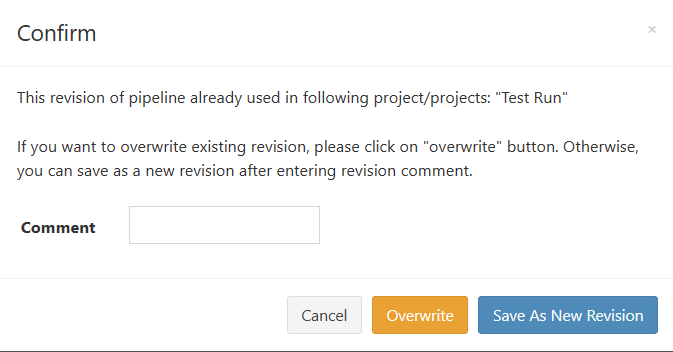 Confirm
×
This revision of pipeline already used in following project/projects: "Test Run"
If you want to overwrite existing revision, please click on "overwrite" button. Otherwise,
you can save as a new revision after entering revision comment.
Comment
Cancel
Overwrite
Save As New Revision